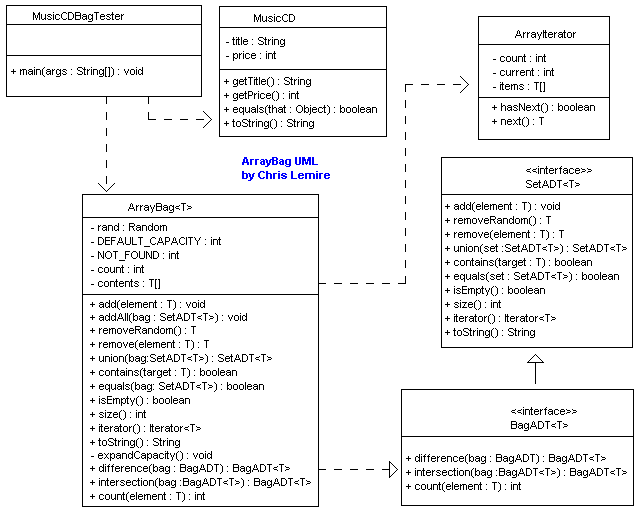 MusicCDBagTester
+ main(args : String[]) : void
MusicCD
- title : String
- price : int
+ getTitle() : String
+ getPrice() : int
+ equals(that : Object) : boolean
+ toString() : String
ArrayIterator
- count : int
- current : int
- items : T[]
+ hasNext() : boolean
+ next() : T
ArrayBag UML
by Chris Lemire
<<interface>>
SetADT<T>
+ add(element : T) : void
+ removeRandom() : T
+ remove(element : T) : T
+ union(set :SetADT<T>) : SetADT<T>
+ contains(target : T) : boolean
+ equals(set : SetADT<T>) : boolean
+ isEmpty() : boolean
+ size() : int
+ iterator() : Iterator<T>
+ toString() : String
ArrayBag<T>
- rand : Random
- DEFAULT_CAPACITY : int
- NOT_FOUND : int
- count : int
- contents : T[]
+ add(element : T) : void
+ addAll(bag : SetADT<T>) : void
+ removeRandom() : T
+ remove(element : T) : T
+ union(bag:SetADT<T>) : SetADT<T>
+ contains(target : T) : boolean
+ equals(bag: SetADT<T>) : boolean
+ isEmpty() : boolean
+ size() : int
+ iterator() : Iterator<T>
+ toString() : String
- expandCapacity() : void
+ difference(bag : BagADT) : BagADT<T>
+ intersection(bag :BagADT<T>) : BagADT<T>
+ count(element : T) : int
<<interface>>
BagADT<T>
+ difference(bag : BagADT) : BagADT<T>
+ intersection(bag :BagADT<T>) : BagADT<T>
+ count(element : T) : int